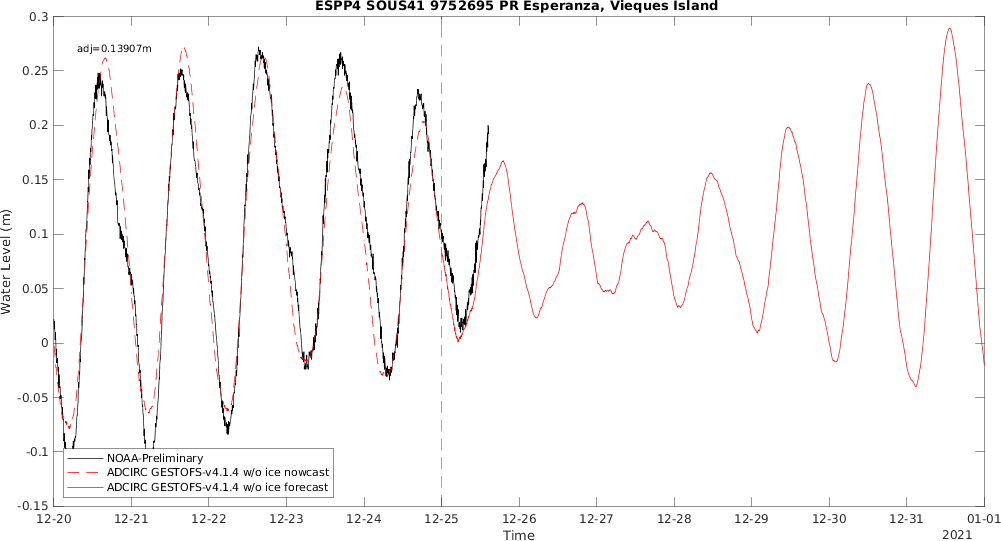 ESPP4 SOUS41 9752695 PR Esperanza, Vieques Island
0.3
0.25
0.2
0.15
0.1
0.05
0
-0.05
-0.1
-0.15
Water Level (m)
adj=0.13907m
NOAA-Preliminary
ADCIRC GESTOFS-v4.1.4 w/o ice nowcast
ADCIRC GESTOFS-v4.1.4 w/o ice forecast
12-20 12-21 12-22 12-23 12-24 12-25 12-26 12-27 12-28 12-29 12-30 12-31 01-01
Time
2021